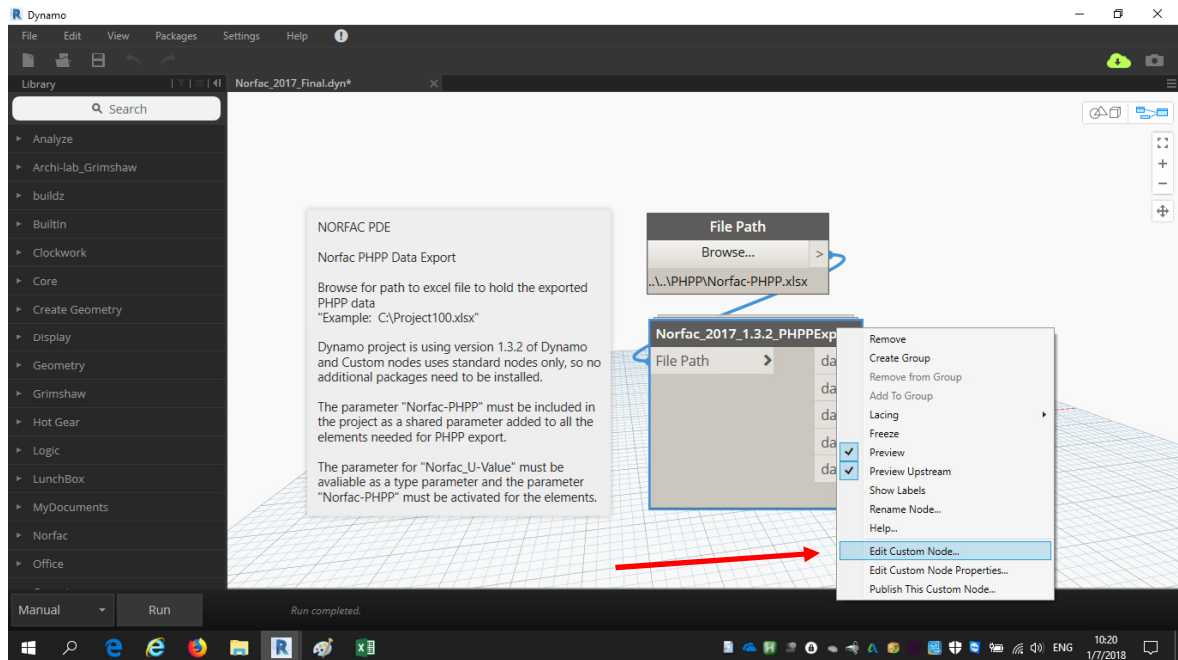 Dynamo
File Edit View Packages Settings Help
Library
Norfac_2017_Final.dyn*
Search
Analyze
Archi-lab_Grimshaw
buildz
BuiltIn
Clockwork
Core
Create Geometry
Display
Geometry
Grimshaw
Hot Gear
Logic
LunchBox
MyDocuments
Norfac
Office
NORFAC PDE
Norfac PHPP Data Export
Browse for path to excel file to hold the exported
PHPP data
"Example: C:\Project100.xlsx"
Dynamo project is using version 1.3.2 of Dynamo
and Custom nodes uses standard nodes only, so no
additional packages need to be installed.
The parameter "Norfac-PHPP" must be included in
the project as a shared parameter added to all the
elements needed for PHPP export.
The parameter for "Norfac_U-Value" must be
avaliable as a type parameter and the parameter
"Norfac-PHPP" must be activated for the elements.
File Path
Browse... >
..\..\PHPP\Norfac-PHPP.xlsx
Norfac_2017_1.3.2_PHPPExp
File Path >
da
da
da
da
da
Remove
Create Group
Remove from Group
Add To Group
Lacing
Freeze
Preview
Preview Upstream
Show Labels
Rename Node...
Help...
Edit Custom Node...
Edit Custom Node Properties...
Publish This Custom Node...
Manual Run Run completed.
ENG
10:20
1/7/2018